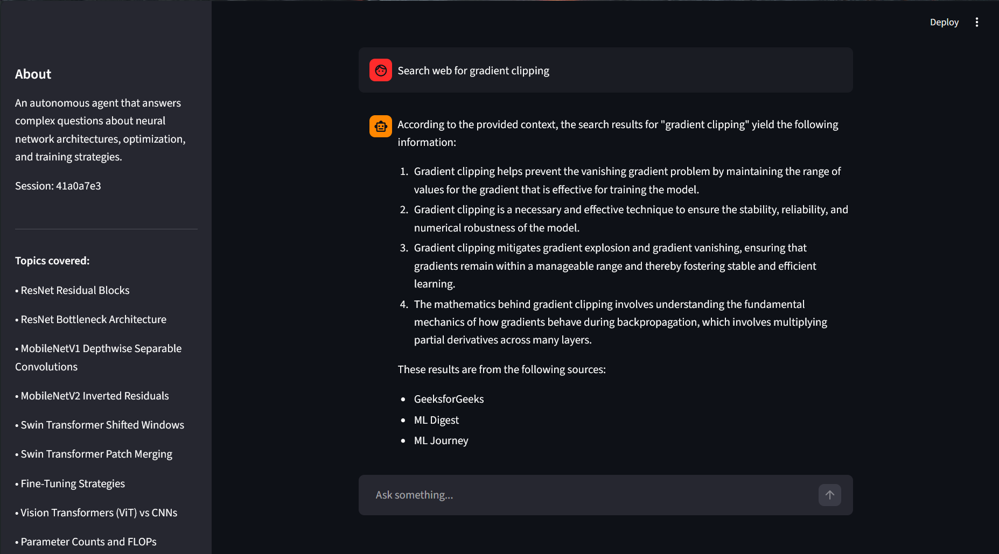 Deploy
About
An autonomous agent that answers
complex questions about neural
network architectures, optimization,
and training strategies.
Session: 41a0a7e3
Topics covered:
• ResNet Residual Blocks
• ResNet Bottleneck Architecture
• MobileNetV1 Depthwise Separable
Convolutions
• MobileNetV2 Inverted Residuals
• Swin Transformer Shifted Windows
• Swin Transformer Patch Merging
• Fine-Tuning Strategies
• Vision Transformers (ViT) vs CNNs
• Parameter Counts and FLOPs
Search web for gradient clipping
According to the provided context, the search results for "gradient clipping" yield the following
information:
1. Gradient clipping helps prevent the vanishing gradient problem by maintaining the range of
values for the gradient that is effective for training the model.
2. Gradient clipping is a necessary and effective technique to ensure the stability, reliability, and
numerical robustness of the model.
3. Gradient clipping mitigates gradient explosion and gradient vanishing, ensuring that
gradients remain within a manageable range and thereby fostering stable and efficient
learning.
4. The mathematics behind gradient clipping involves understanding the fundamental
mechanics of how gradients behave during backpropagation, which involves multiplying
partial derivatives across many layers.
These results are from the following sources:
• GeeksforGeeks
• ML Digest
• ML Journey
Ask something...